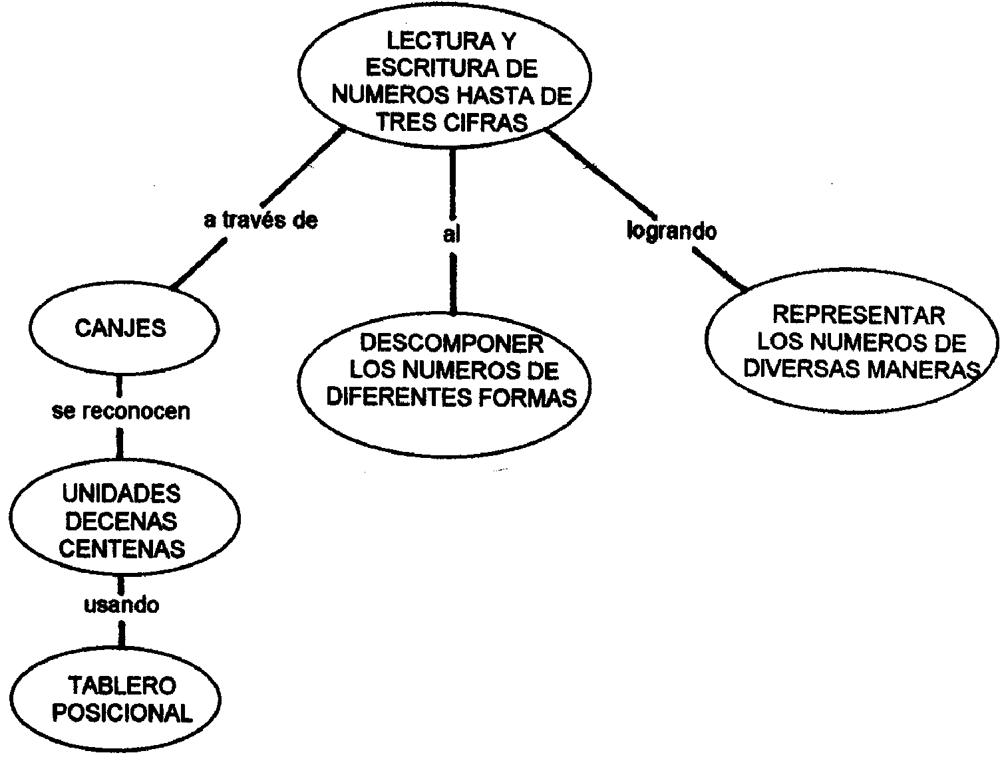 LECTURA Y
ESCRITURA DE
NUMEROS HASTA DE
TRES CIFRAS
a través de
al
logrando
CANJES
DESCOMPONER
LOS NUMEROS DE
DIFERENTES FORMAS
REPRESENTAR
LOS NUMEROS DE
DIVERSAS MANERAS
se reconocen
UNIDADES
DECENAS
CENTENAS
usando
TABLERO
POSICIONAL